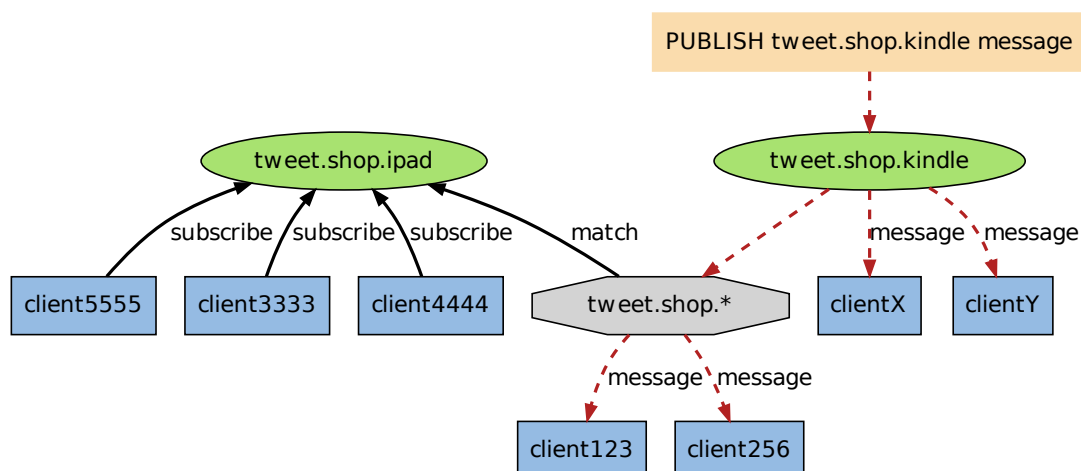 PUBLISH tweet.shop.kindle message
tweet.shop.ipad
tweet.shop.kindle
subscribe
subscribe
subscribe
match
message
message
client5555
client3333
client4444
tweet.shop.*
clientX
clientY
message
message
client123
client256